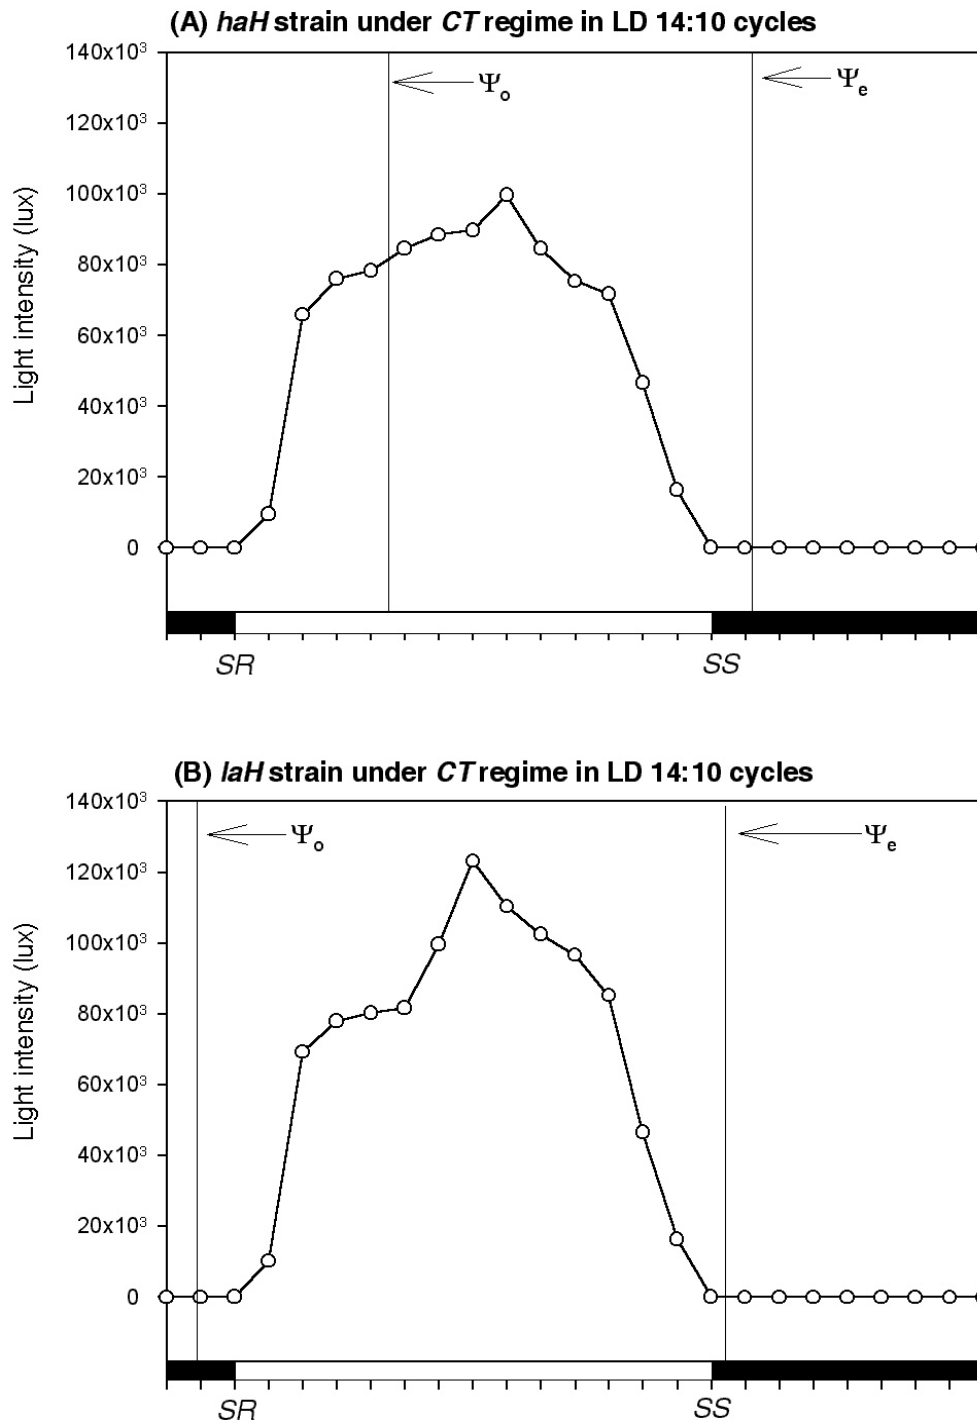 (A) haH strain under CT regime in LD 14:10 cycles
140x10³
120x10³
100x10³
80x10³
60x10³
40x10³
20x10³
0
Light intensity (lux)
Ψo
Ψe
SR
SS
(B) laH strain under CT regime in LD 14:10 cycles
140x10³
120x10³
100x10³
80x10³
60x10³
40x10³
20x10³
0
Light intensity (lux)
Ψo
Ψe
SR
SS